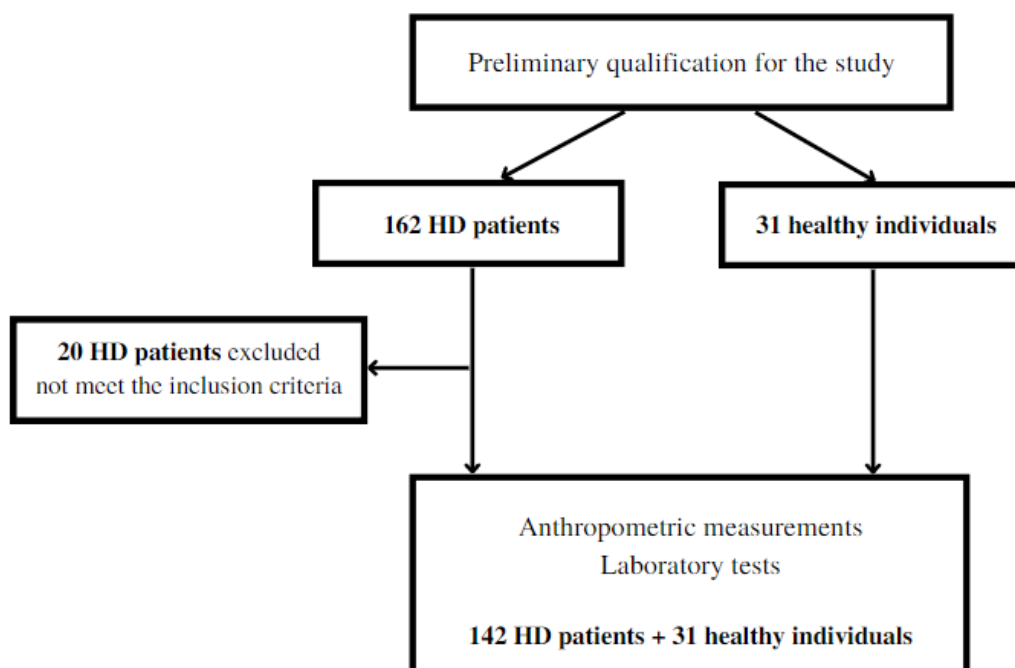 Preliminary qualification for the study
162 HD patients
31 healthy individuals
20 HD patients excluded
not meet the inclusion criteria
Anthropometric measurements
Laboratory tests
142 HD patients + 31 healthy individuals